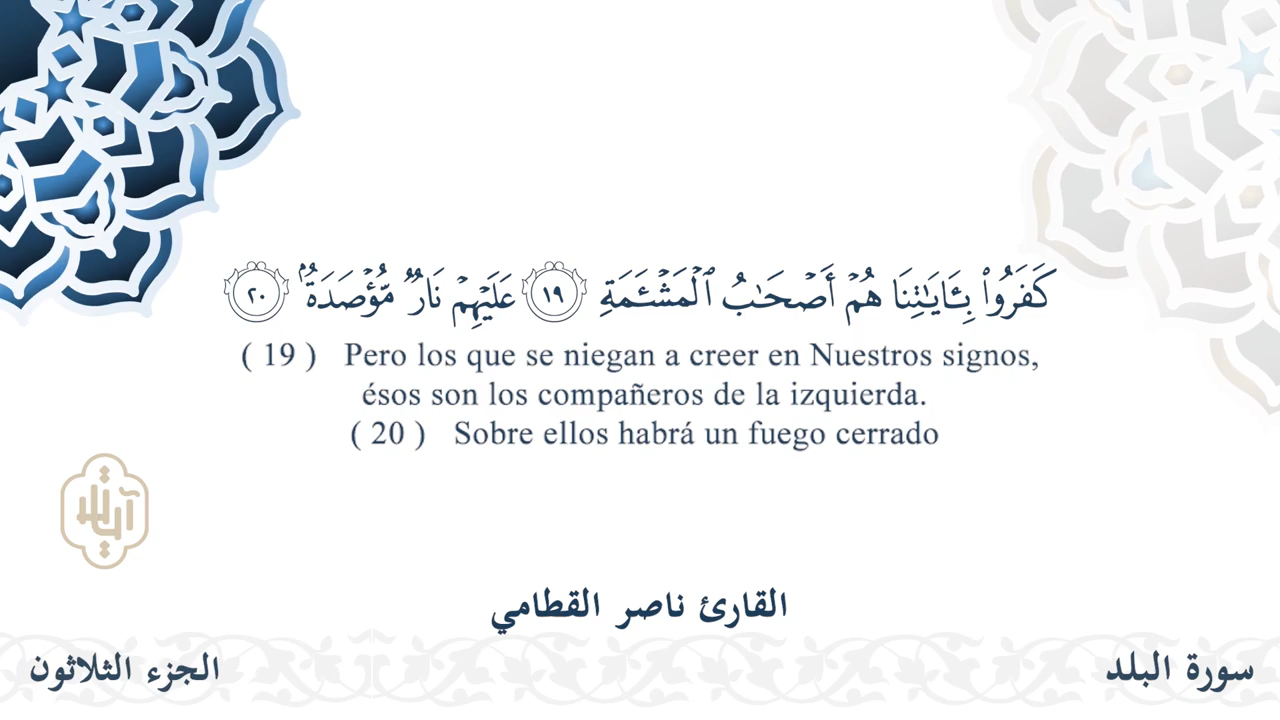 كَفَرُوا۟ بِـَٔايَـٰتِنَا هُمْ أَصْحَـٰبُ ٱلْمَشْـَٔمَةِ ١٩ عَلَيْهِمْ نَارٌ مُّؤْصَدَةٌۢ ٢٠
( 19 ) Pero los que se niegan a creer en Nuestros signos,
ésos son los compañeros de la izquierda.
( 20 ) Sobre ellos habrá un fuego cerrado
القارئ ناصر القطامي
سورة البلد
الجزء الثلاثون